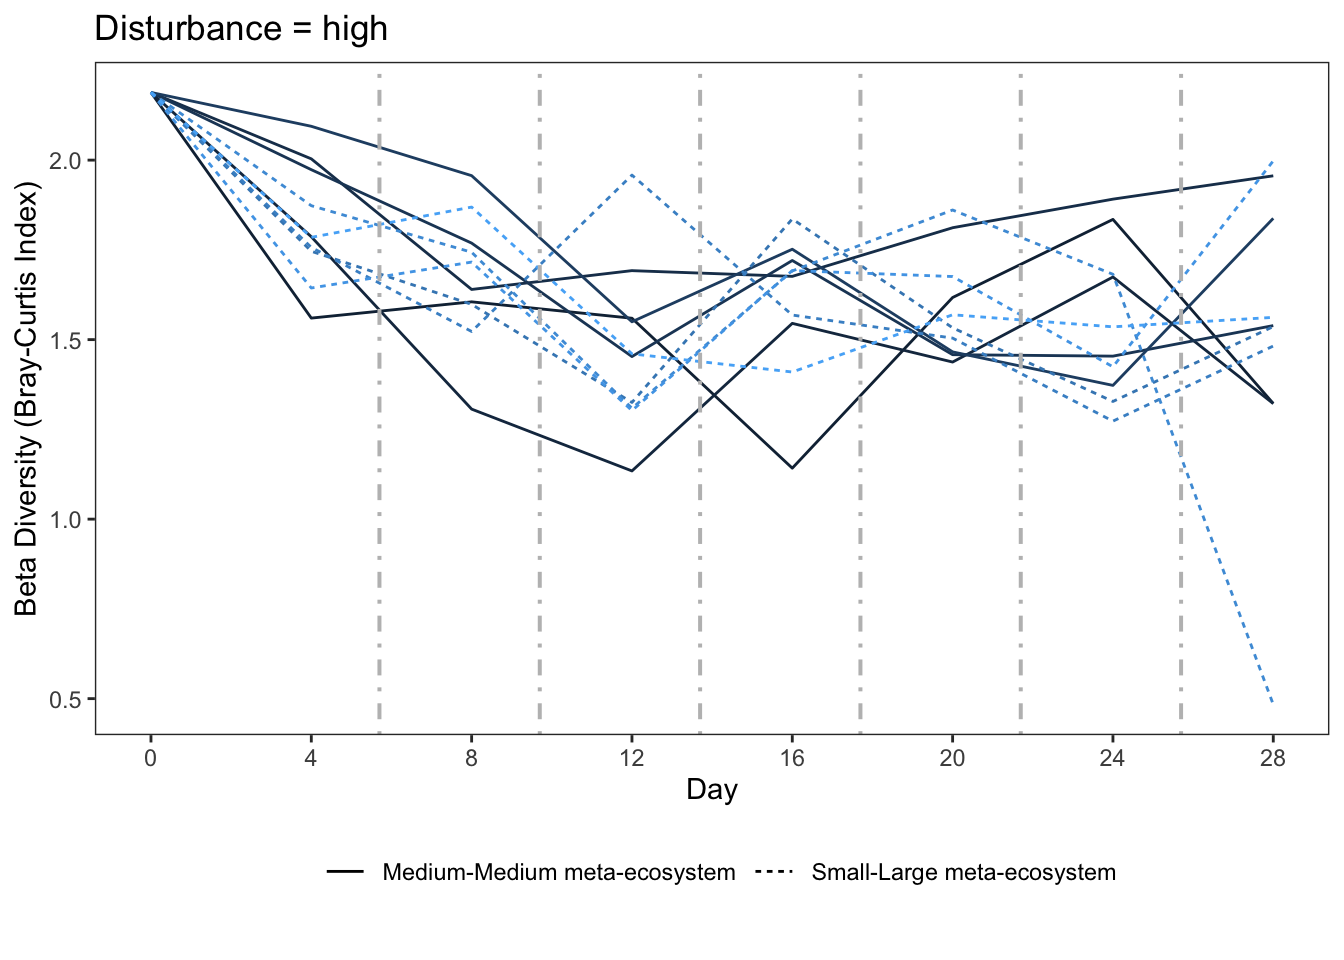 Disturbance = high
Beta Diversity (Bray-Curtis Index)
2.0
1.5
1.0
0.5
0 4 8 12 16 20 24 28
Day
Medium-Medium meta-ecosystem Small-Large meta-ecosystem